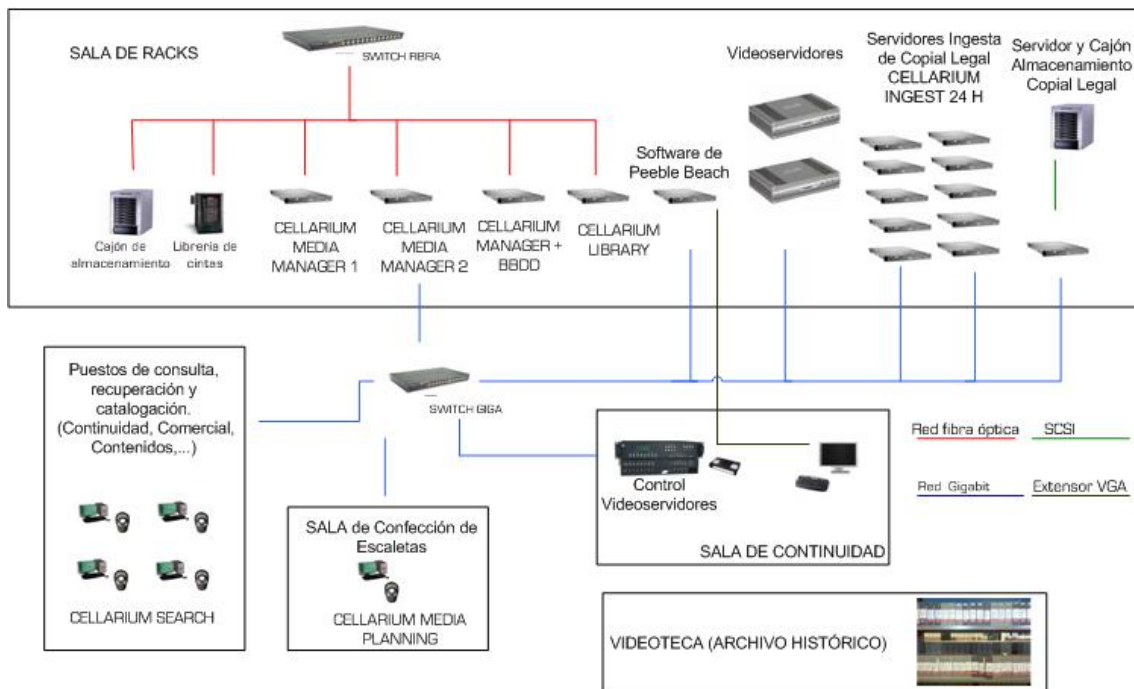 SALA DE RACKS
SWITCH RBRA
Videoservidores
Servidores Ingesta
de Copial Legal
CELLARIUM
INGEST 24 H
Servidor y Cajón
Almacenamiento
Copial Legal
Software de
Peeble Beach
Cajón de
almacenamiento
Librería de
cintas
CELLARIUM
MEDIA
MANAGER 1
CELLARIUM
MEDIA
MANAGER 2
CELLARIUM
MANAGER +
BBDD
CELLARIUM
LIBRARY
Puestos de consulta,
recuperación y
catalogación.
(Continuidad, Comercial,
Contenidos,...)
CELLARIUM SEARCH
SWITCH GIGA
SALA de Confección de
Escaletas
CELLARIUM MEDIA
PLANNING
Control
Videoservidores
SALA DE CONTINUIDAD
Red fibra óptica
SCSI
Red Gigabit
Extensor VGA
VIDEOTECA (ARCHIVO HISTÓRICO)